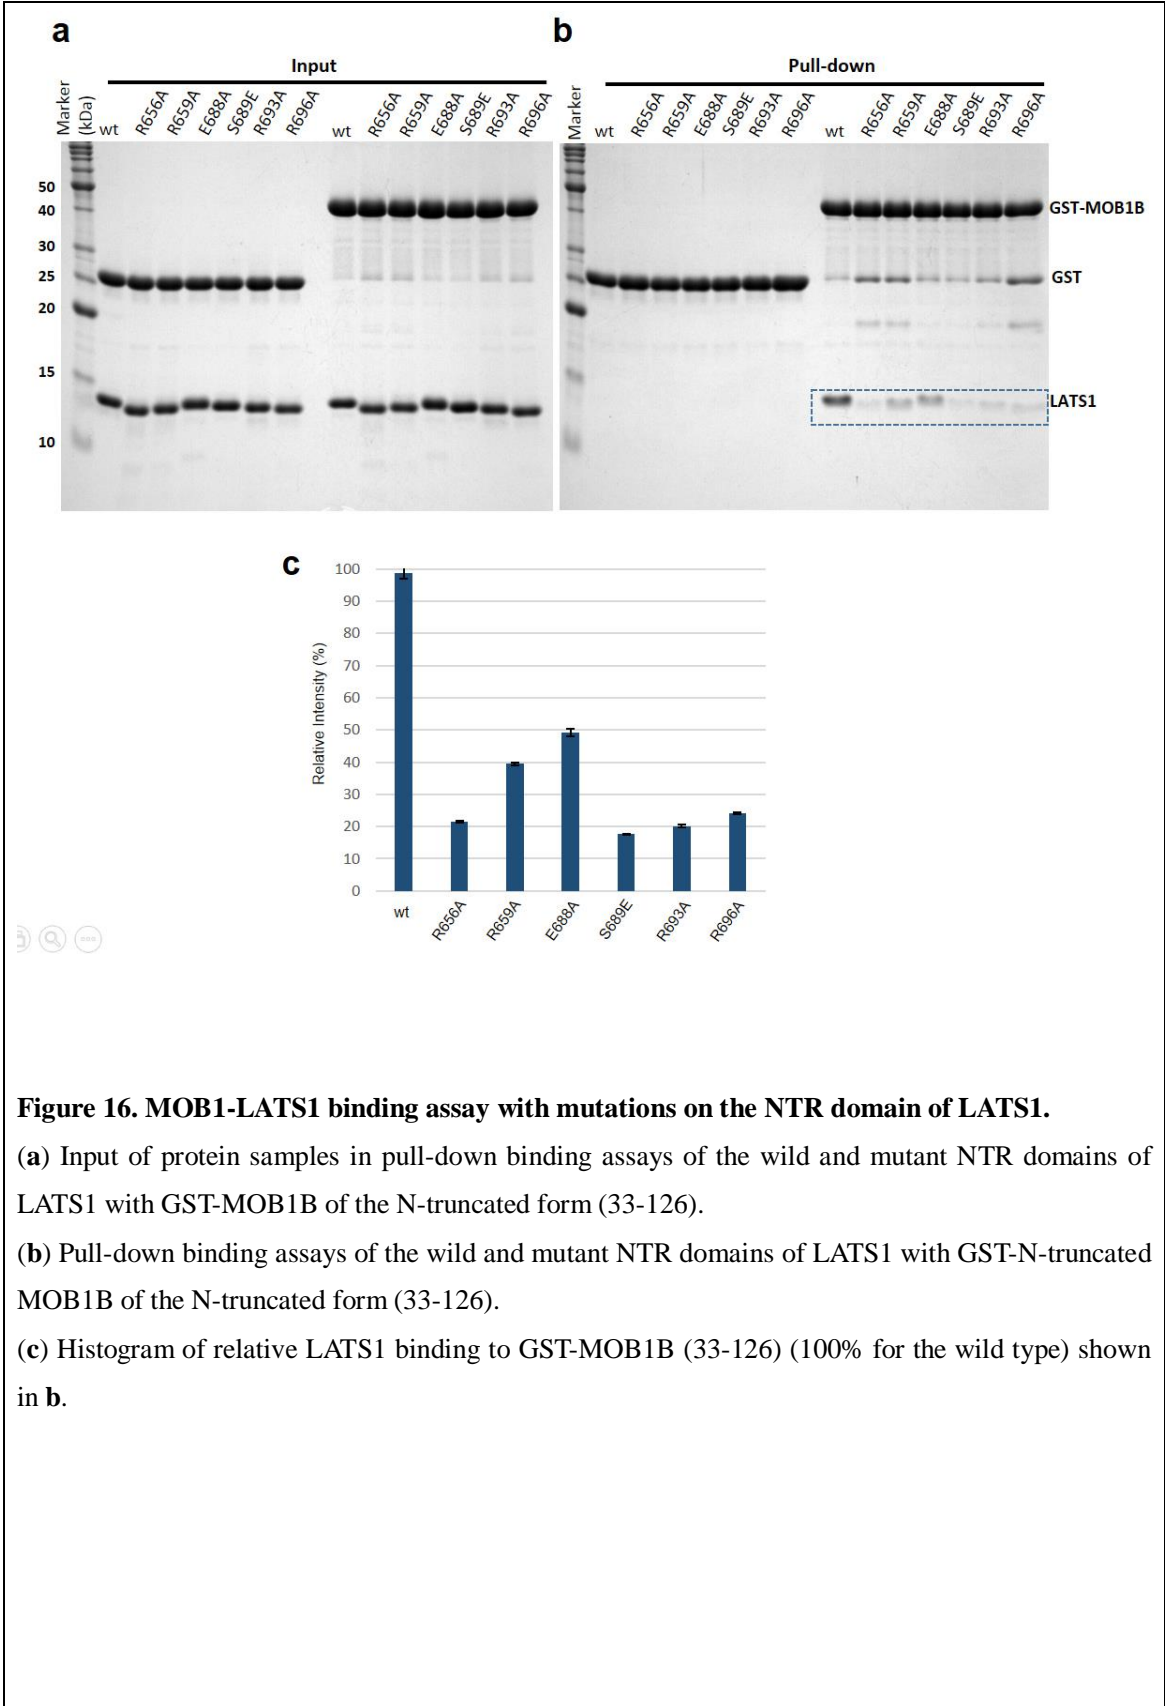 a
b
Input
Pull-down
Marker
(kDa)
wt
R656A
R659A
E688A
S689E
R693A
R696A
wt
R656A
R659A
E688A
S689E
R693A
R696A
Marker
wt
R656A
R659A
E688A
S689E
R693A
R696A
wt
R656A
R659A
E688A
S689E
R693A
R696A
50
40
30
25
20
15
10
GST-MOB1B
GST
LATS1
c
Relative Intensity (%)
100
90
80
70
60
50
40
30
20
10
0
wt
R656A
R659A
E688A
S689E
R693A
R696A
Figure 16. MOB1-LATS1 binding assay with mutations on the NTR domain of LATS1.
(a) Input of protein samples in pull-down binding assays of the wild and mutant NTR domains of
LATS1 with GST-MOB1B of the N-truncated form (33-126).
(b) Pull-down binding assays of the wild and mutant NTR domains of LATS1 with GST-N-truncated
MOB1B of the N-truncated form (33-126).
(c) Histogram of relative LATS1 binding to GST-MOB1B (33-126) (100% for the wild type) shown
in b.